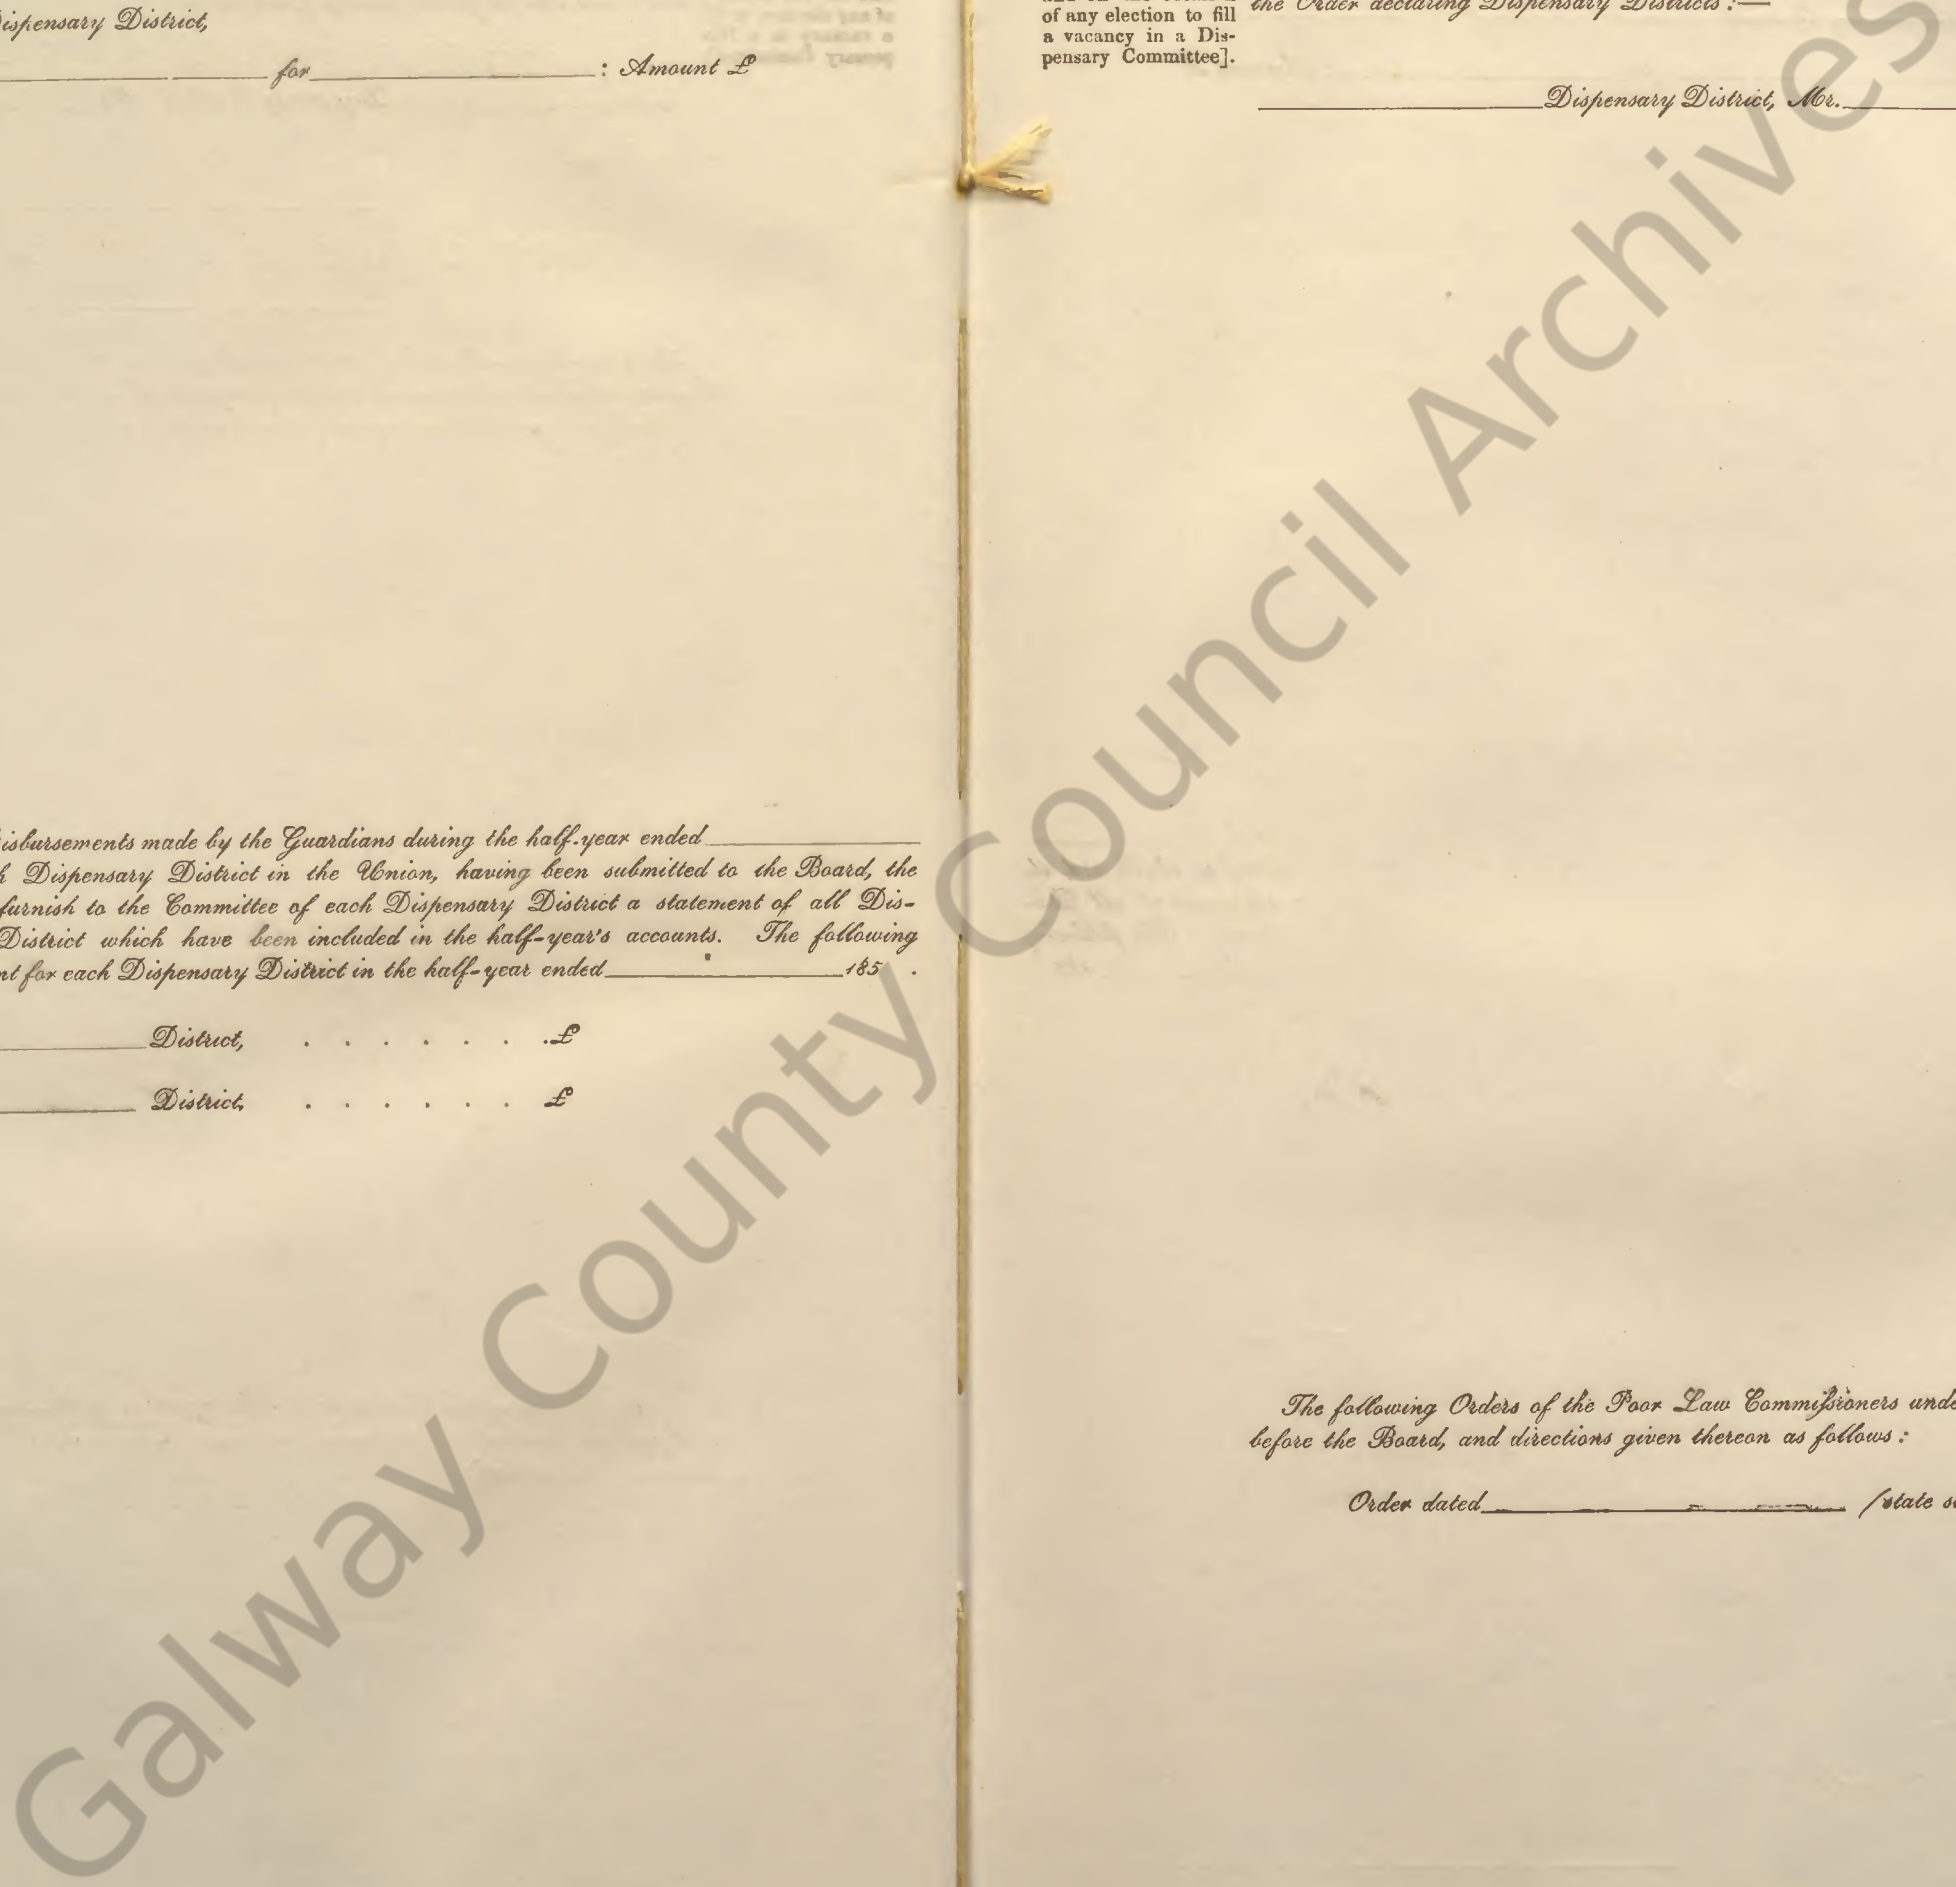 ispensary District,
for : Amount £
isbursements made by the Guardians during the half-year ended
h Dispensary District in the Union, having been submitted to the Board, the
furnish to the Committee of each Dispensary District a statement of all Dis-
District which have been included in the half-year's accounts. The following
nt for each Dispensary District in the half-year ended 185 .
District, . . . . . . . £
District, . . . . . . £
of any election to fill
a vacancy in a Dis-
pensary Committee].
the Order declaring Dispensary Districts :—
Dispensary District, Mr.
The following Orders of the Poor Law Commissioners unde
before the Board, and directions given thereon as follows :
Order dated (state s
Galway County Council Archives